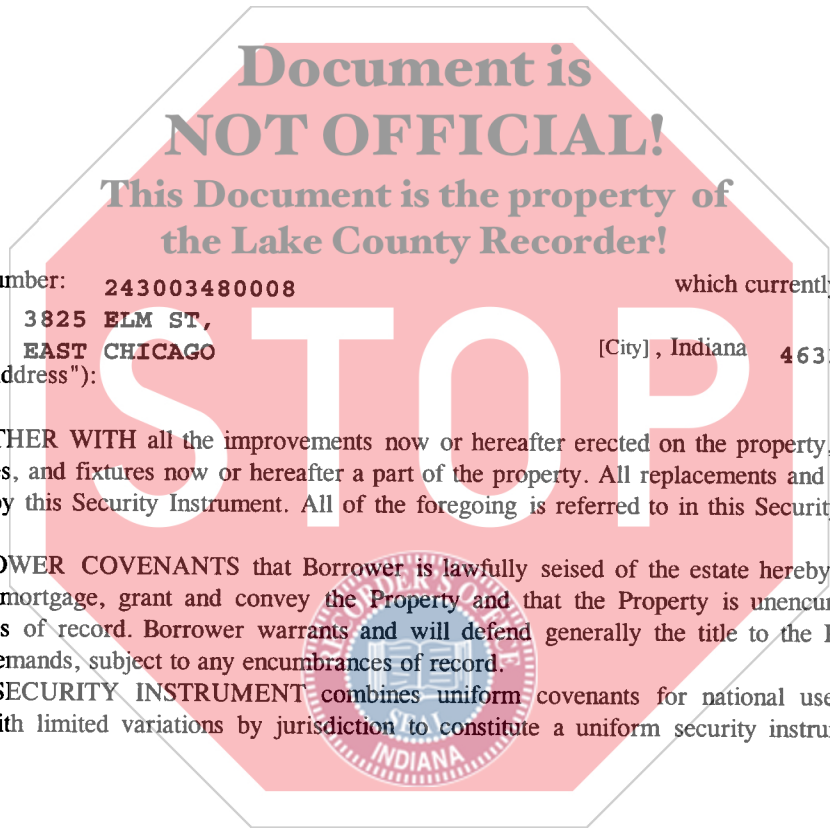 Document is
NOT OFFICIAL!
This Document is the property of
the Lake County Recorder!
umber: 243003480008 which currently
3825 ELM ST,
EAST CHICAGO [City] , Indiana 463
ddress"):
STOP
THER WITH all the improvements now or hereafter erected on the property,
s, and fixtures now or hereafter a part of the property. All replacements and
y this Security Instrument. All of the foregoing is referred to in this Security
OWER COVENANTS that Borrower is lawfully seised of the estate hereby
mortgage, grant and convey the Property and that the Property is unencu
s of record. Borrower warrants and will defend generally the title to the
emands, subject to any encumbrances of record.
SECURITY INSTRUMENT combines uniform covenants for national use
ith limited variations by jurisdiction to constitute a uniform security instru
RECORDER'S OFFICE
SEAL
INDIANA